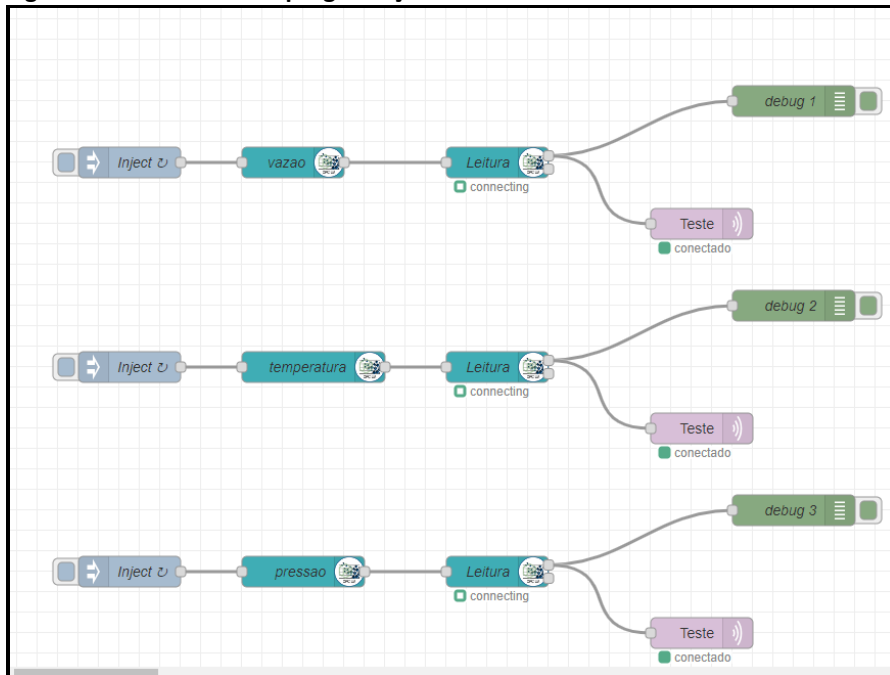 debug 1
Inject ↻
vazao
Leitura
connecting
Teste
conectado
debug 2
Inject ↻
temperatura
Leitura
connecting
Teste
conectado
debug 3
Inject ↻
pressao
Leitura
connecting
Teste
conectado